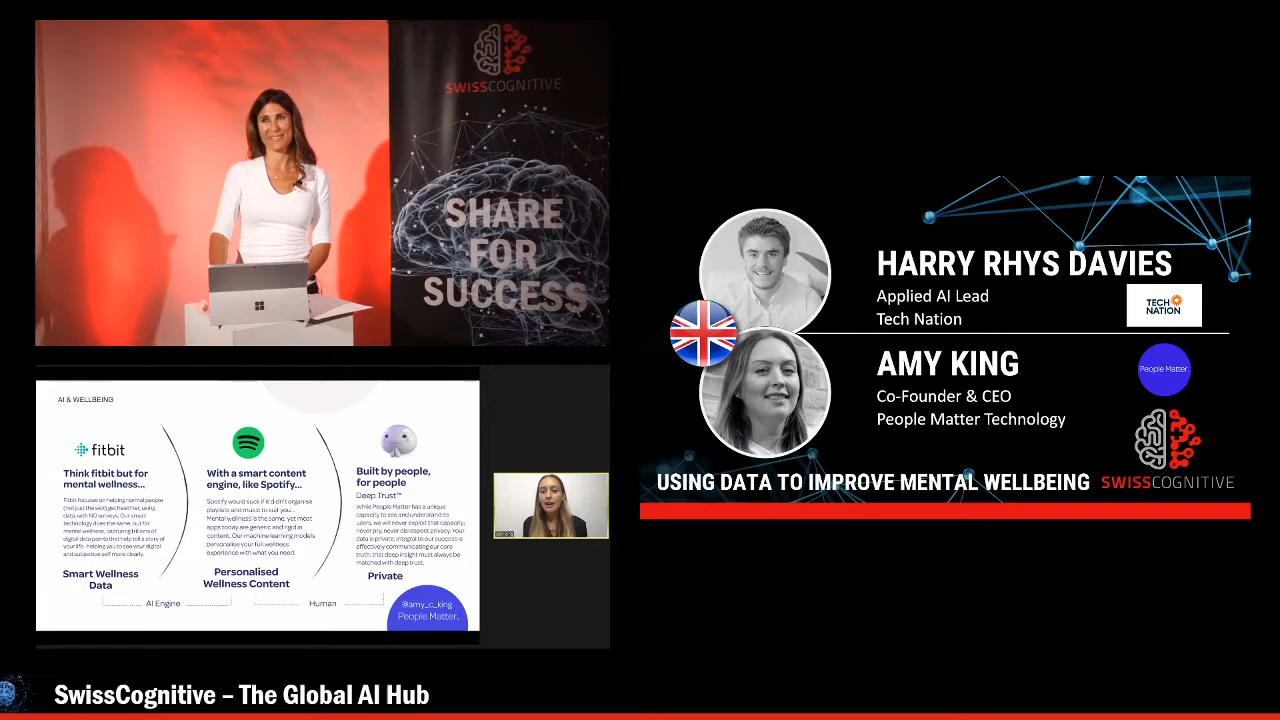 SWISSCOGNITIVE
SHARE
FOR
SUCCESS
AI & WELLBEING
fitbit
Think fitbit but for
mental wellness...
Fitbit focusses on helping normal people
(not just the sick) get healthier, using
data, with NO surveys. Our smart
technology does the same, but for
mental wellness, capturing trillions of
digital data points that help tell a story of
your life- helping you to see your digital
and subjective self more clearly.
Smart Wellness
Data
With a smart content
engine, like Spotify...
Spotify would suck if it didn't organise
playlists and music to suit you...
Mental wellness is the same, yet most
apps today are generic and rigid in
content. Our machine learning models
personalise your full wellness
experience with what you need.
Personalised
Wellness Content
Built by people,
for people
Deep Trust™
While People Matter has a unique
capacity to see and understand its
users, we will never exploit that capacity;
never pry, never disrespect privacy. Your
data is private. Integral to our success is
effectively communicating our core
truth: that deep insight must always be
matched with deep trust.
Private
AI Engine
Human
@amy_c_king
People Matter.
HARRY RHYS DAVIES
Applied AI Lead
Tech Nation
TECH
NATION
AMY KING
Co-Founder & CEO
People Matter Technology
People Matter.
USING DATA TO IMPROVE MENTAL WELLBEING
SWISSCOGNITIVE
SwissCognitive – The Global AI Hub